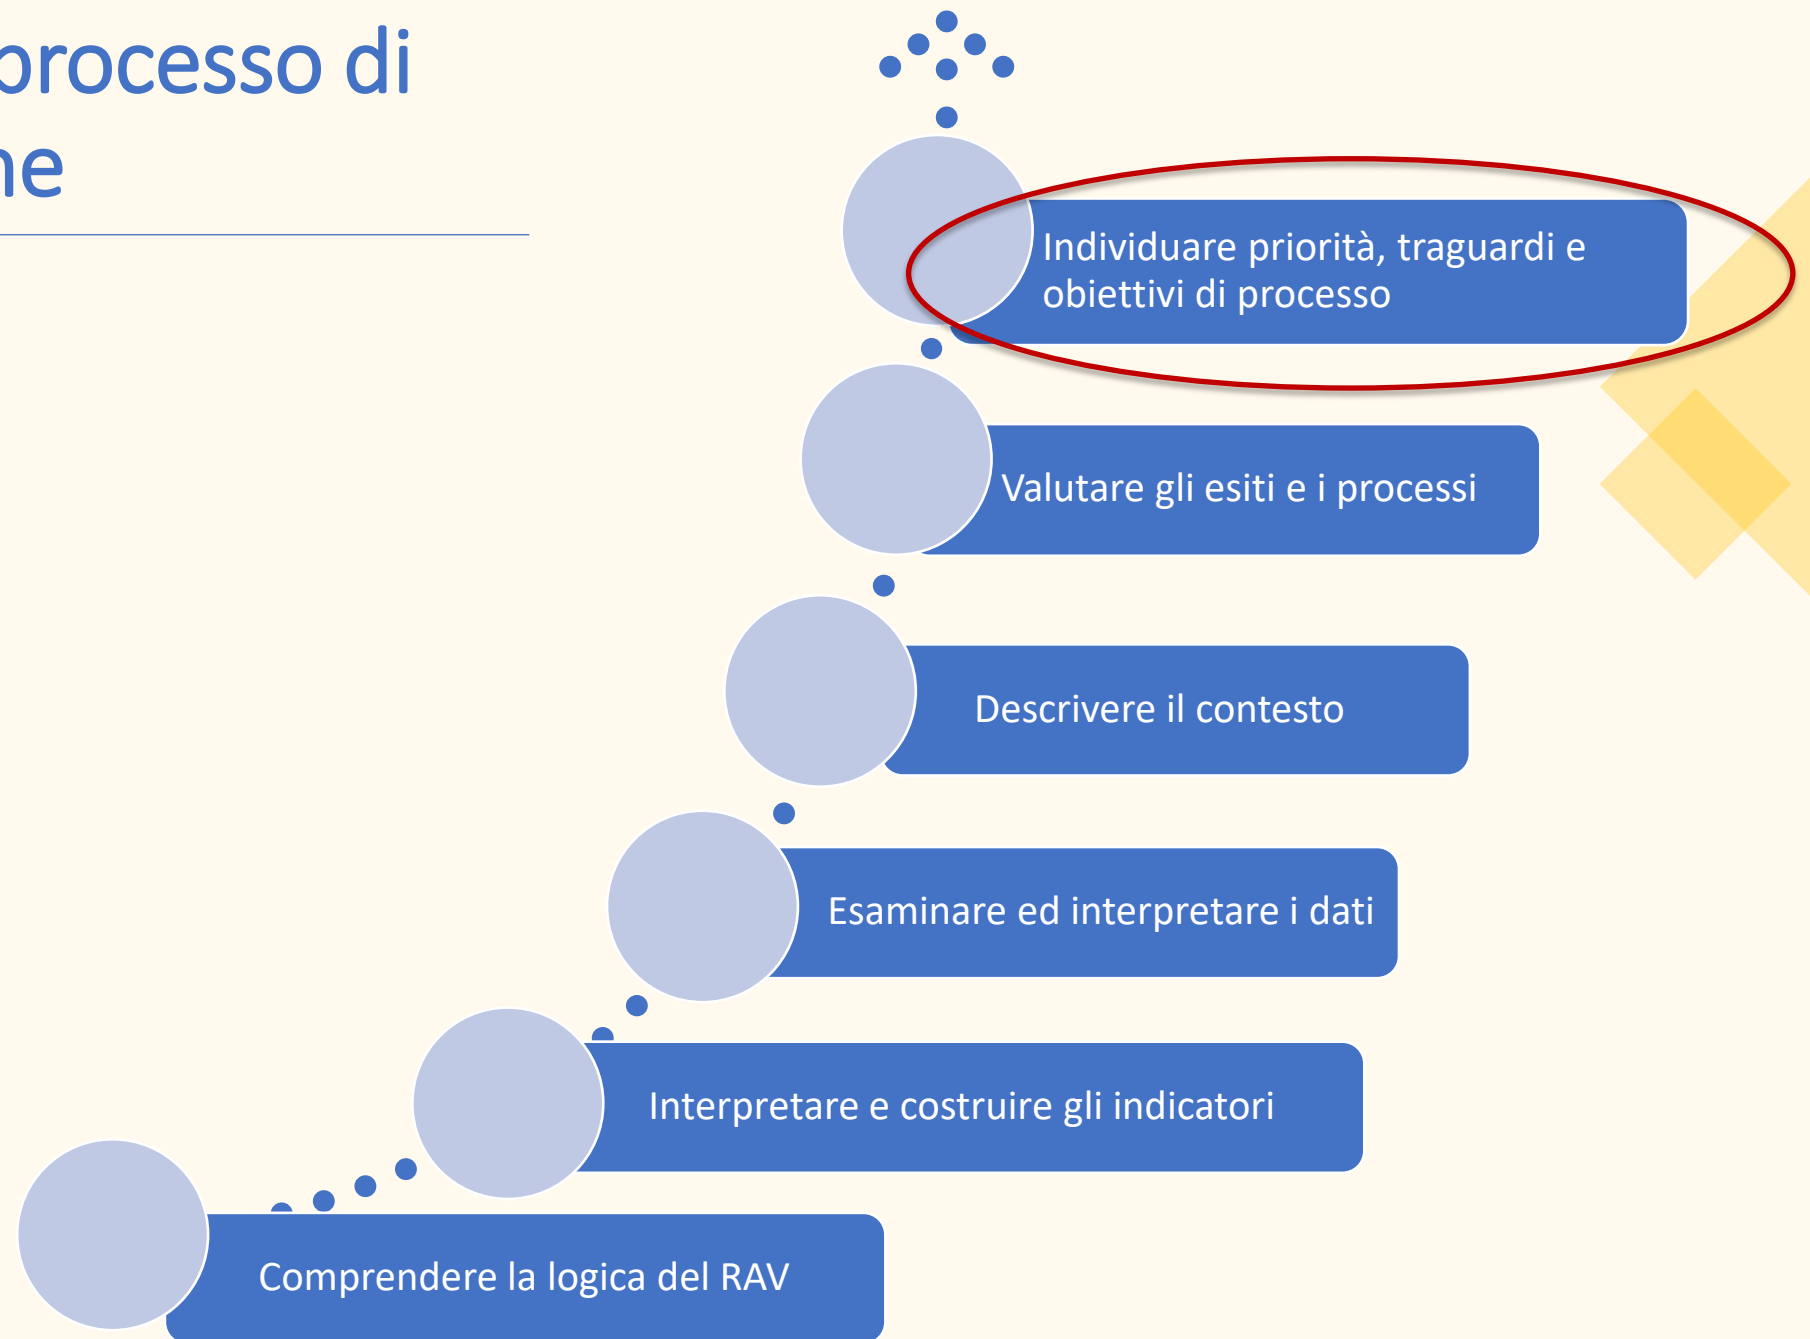 processo di
ne
Individuare priorità, traguardi e
obiettivi di processo
Valutare gli esiti e i processi
Descrivere il contesto
Esaminare ed interpretare i dati
Interpretare e costruire gli indicatori
Comprendere la logica del RAV